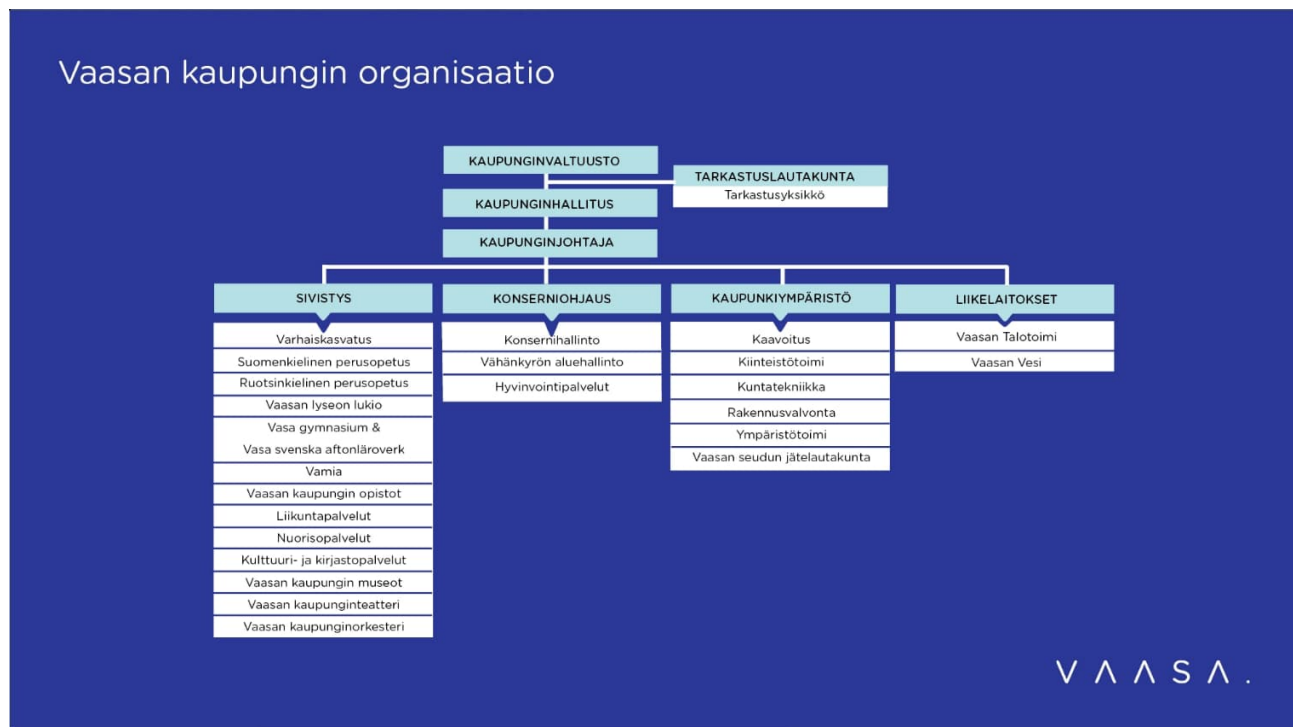 Vaasan kaupungin organisaatio
KAUPUNGINVALTUUSTO
TARKASTUSLAUTAKUNTA
Tarkastusyksikkö
KAUPUNGINHALLITUS
KAUPUNGINJOHTAJA
SIVISTYS
Varhaiskasvatus
Suomenkielinen perusopetus
Ruotsinkielinen perusopetus
Vaasan lyseon lukio
Vasa gymnasium &
Vasa svenska aftonläroverk
Vamia
Vaasan kaupungin opistot
Liikuntapalvelut
Nuorisopalvelut
Kulttuuri- ja kirjastopalvelut
Vaasan kaupungin museot
Vaasan kaupunginteatteri
Vaasan kaupunginorkesteri
KONSERNIOHJAUS
Konsernihallinto
Vähänkyrön aluehallinto
Hyvinvointipalvelut
KAUPUNKIYMPÄRISTÖ
Kaavoitus
Kiinteistötoimi
Kuntatekniikka
Rakennusvalvonta
Ympäristötoimi
Vaasan seudun jätelautakunta
LIIKELAITOKSET
Vaasan Talotoimi
Vaasan Vesi
VAASA.